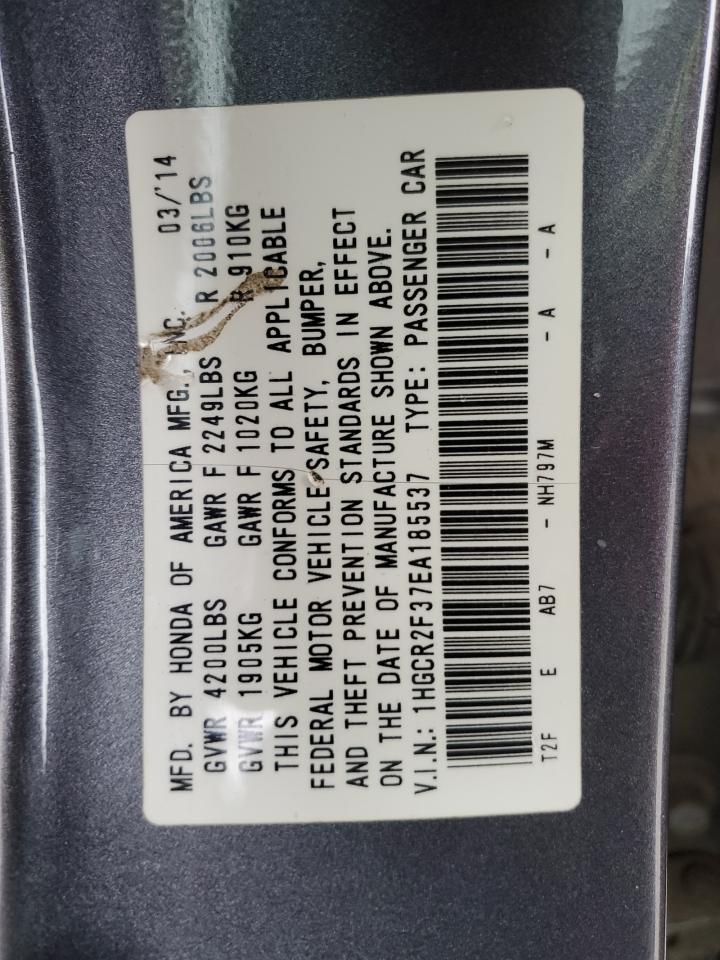 MFD. BY HONDA OF AMERICA MFG., INC. 03/'14
GVWR 4200LBS GAWR F 2249LBS R 2006LBS
GVWR 1905KG GAWR F 1020KG R 910KG
THIS VEHICLE CONFORMS TO ALL APPLICABLE
FEDERAL MOTOR VEHICLE SAFETY, BUMPER,
AND THEFT PREVENTION STANDARDS IN EFFECT
ON THE DATE OF MANUFACTURE SHOWN ABOVE.
V.I.N.: 1HGCR2F37EA185537 TYPE: PASSENGER CAR
T2F E AB7 - NH797M - A - A